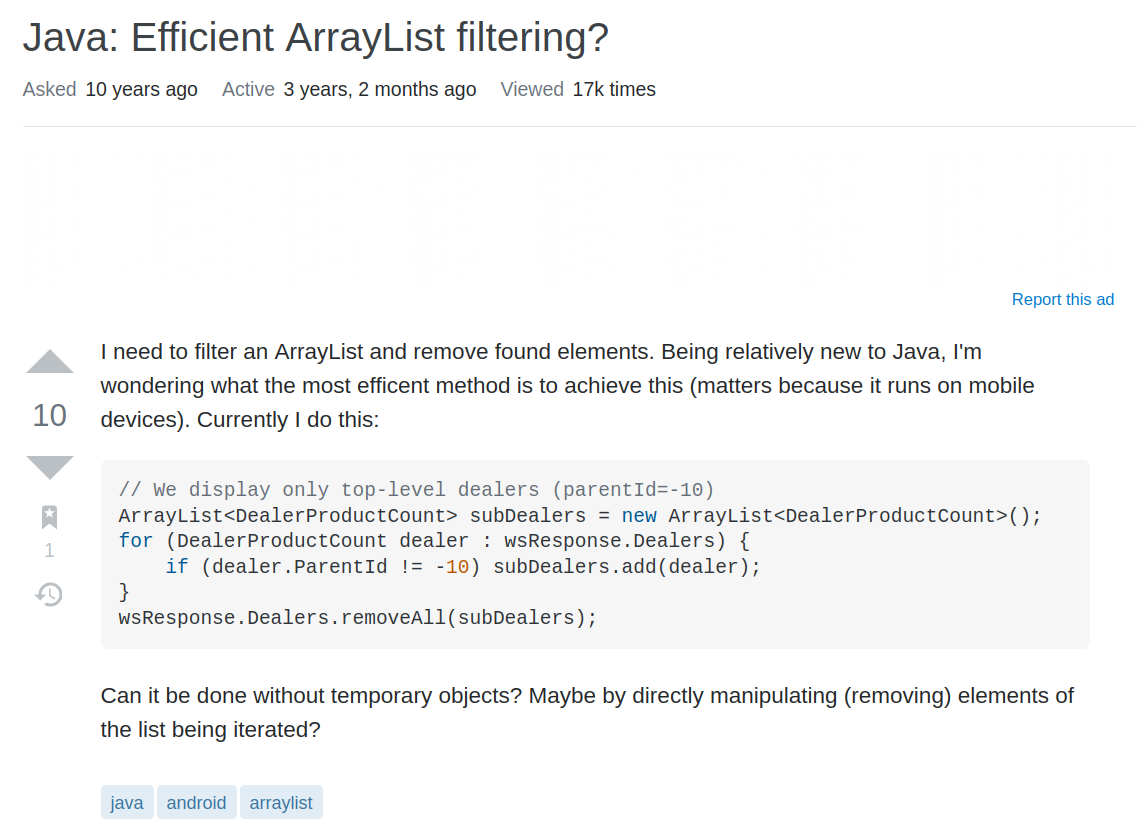 Java: Efficient ArrayList filtering?
Asked 10 years ago Active 3 years, 2 months ago Viewed 17k times
Report this ad
I need to filter an ArrayList and remove found elements. Being relatively new to Java, I'm
wondering what the most efficent method is to achieve this (matters because it runs on mobile
devices). Currently I do this:
10
1
// We display only top-level dealers (parentId=-10)
ArrayList<DealerProductCount> subDealers = new ArrayList<DealerProductCount>();
for (DealerProductCount dealer : wsResponse.Dealers) {
    if (dealer.ParentId != -10) subDealers.add(dealer);
}
wsResponse.Dealers.removeAll(subDealers);
Can it be done without temporary objects? Maybe by directly manipulating (removing) elements of
the list being iterated?
java android arraylist